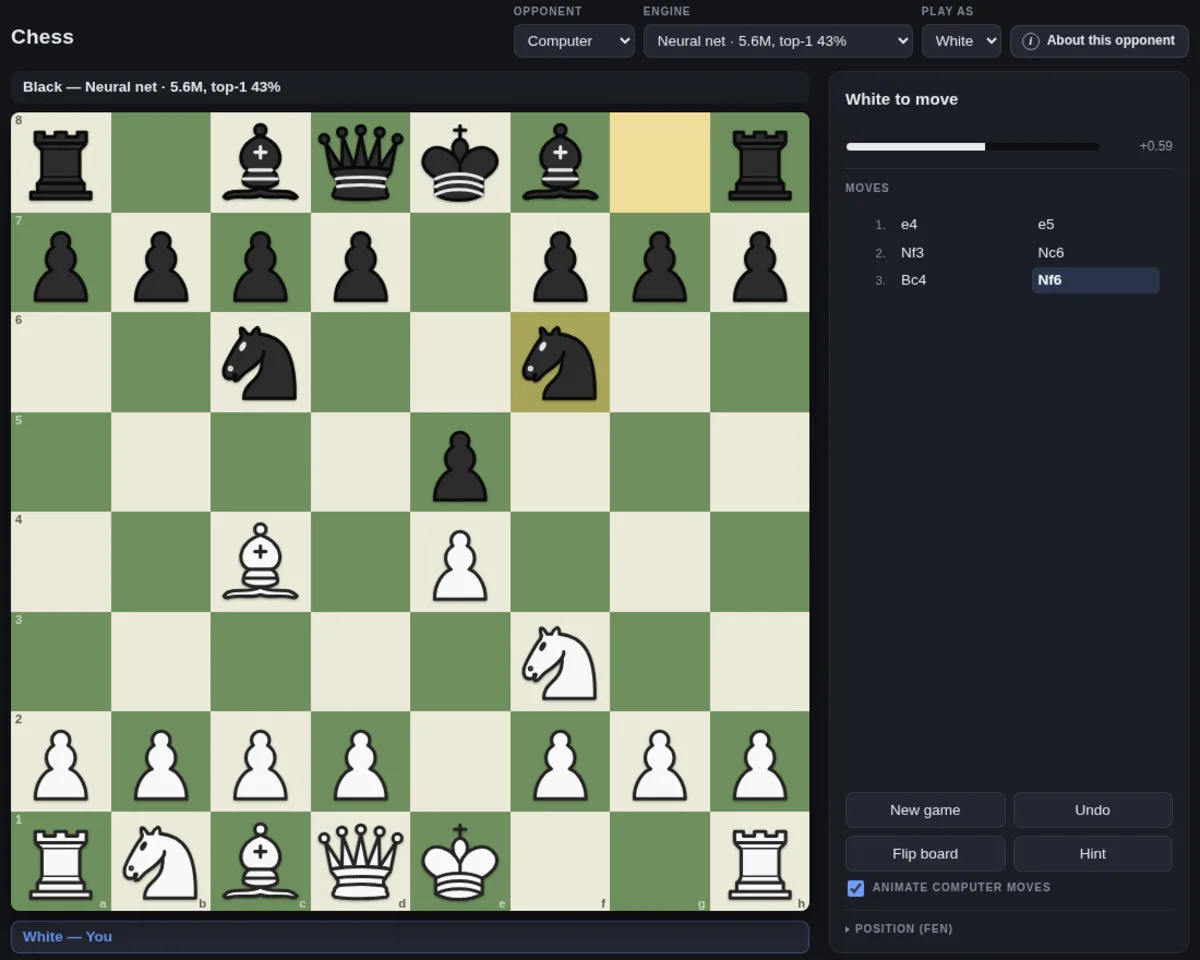 OPPONENT ENGINE PLAY AS
Chess Computer Neural net · 5.6M, top-1 43% White i About this opponent
Black — Neural net · 5.6M, top-1 43%
White to move
+0.59
MOVES
1. e4 e5
2. Nf3 Nc6
3. Bc4 Nf6
8
7
6
5
4
3
2
1
a b c d e f g h
New game Undo
Flip board Hint
ANIMATE COMPUTER MOVES
POSITION (FEN)
White — You